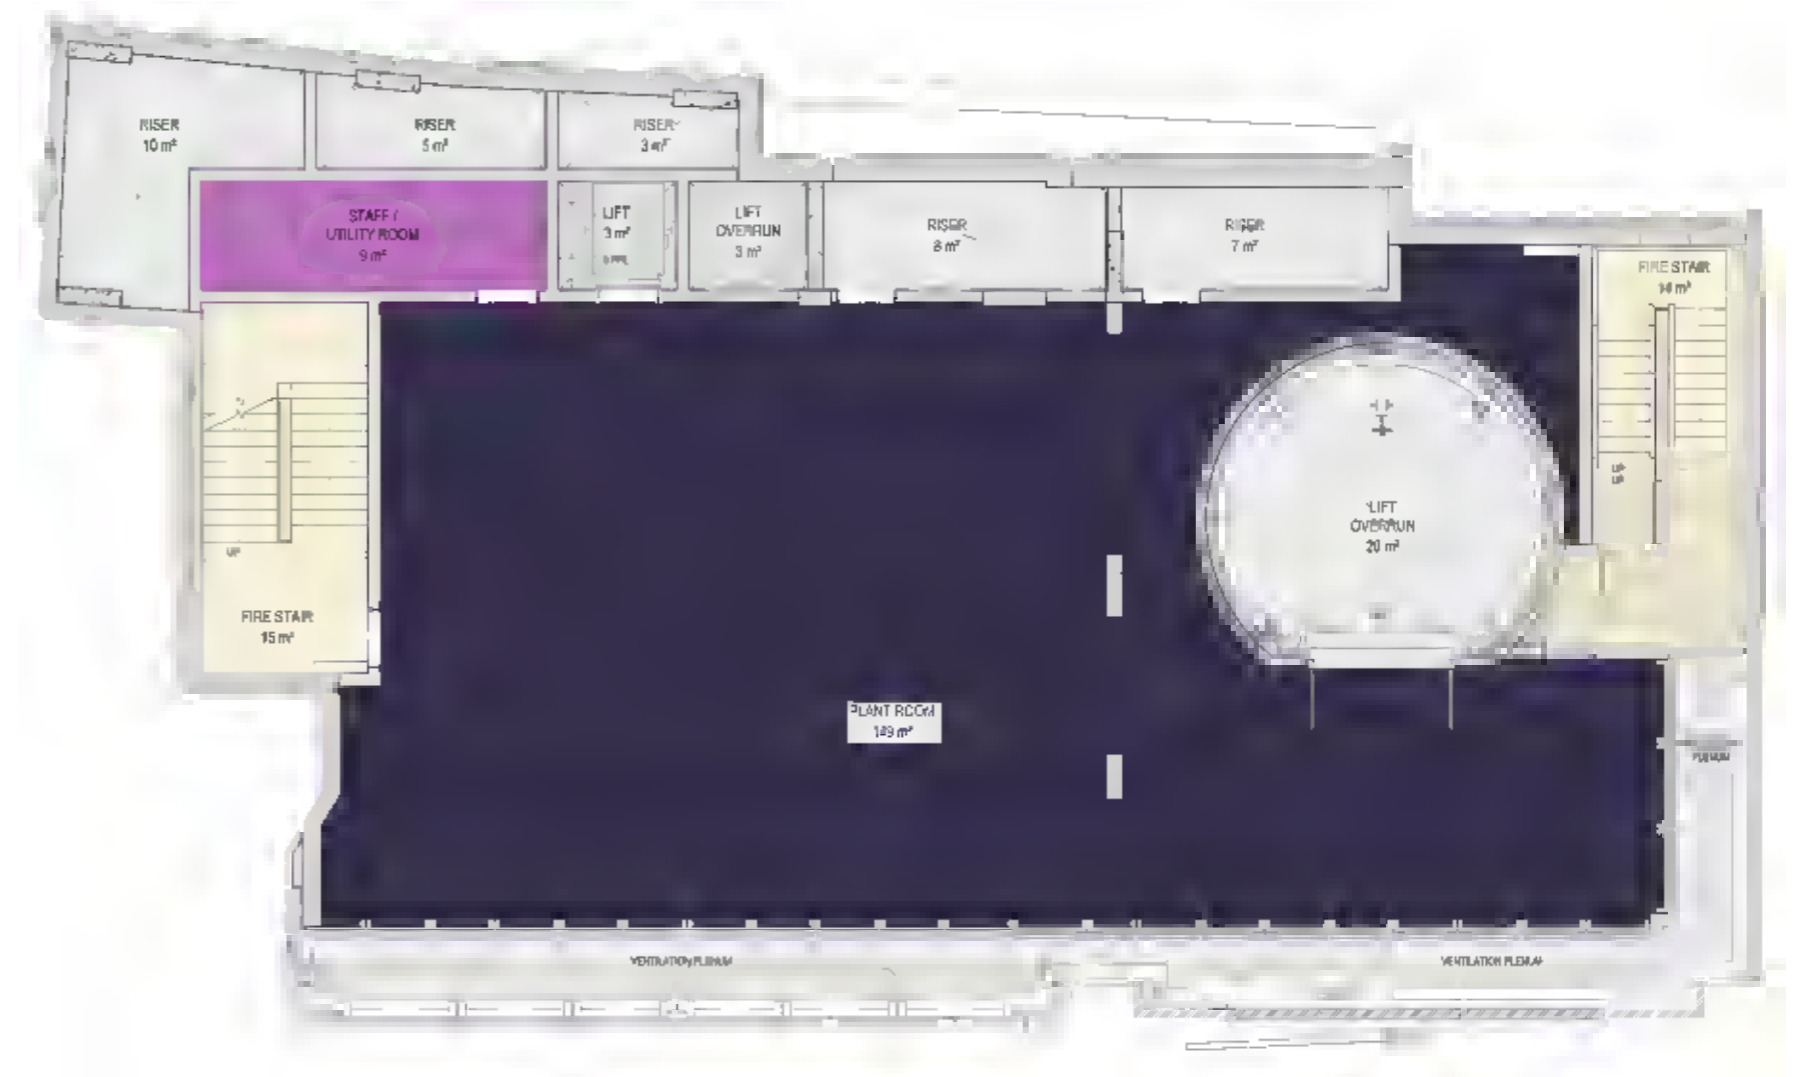 RISER
10 m²
RISER
5 m²
RISER
3 m²
STAFF /
UTILITY ROOM
9 m²
LIFT
3 m²
LIFT
OVERRUN
3 m²
RISER
8 m²
RISER
7 m²
FIRE STAIR
14 m²
UP
FIRE STAIR
15 m²
LIFT
OVERRUN
20 m²
PLANT ROOM
149 m²
PLENUM
VENTILATION PLENUM
VENTILATION PLENUM